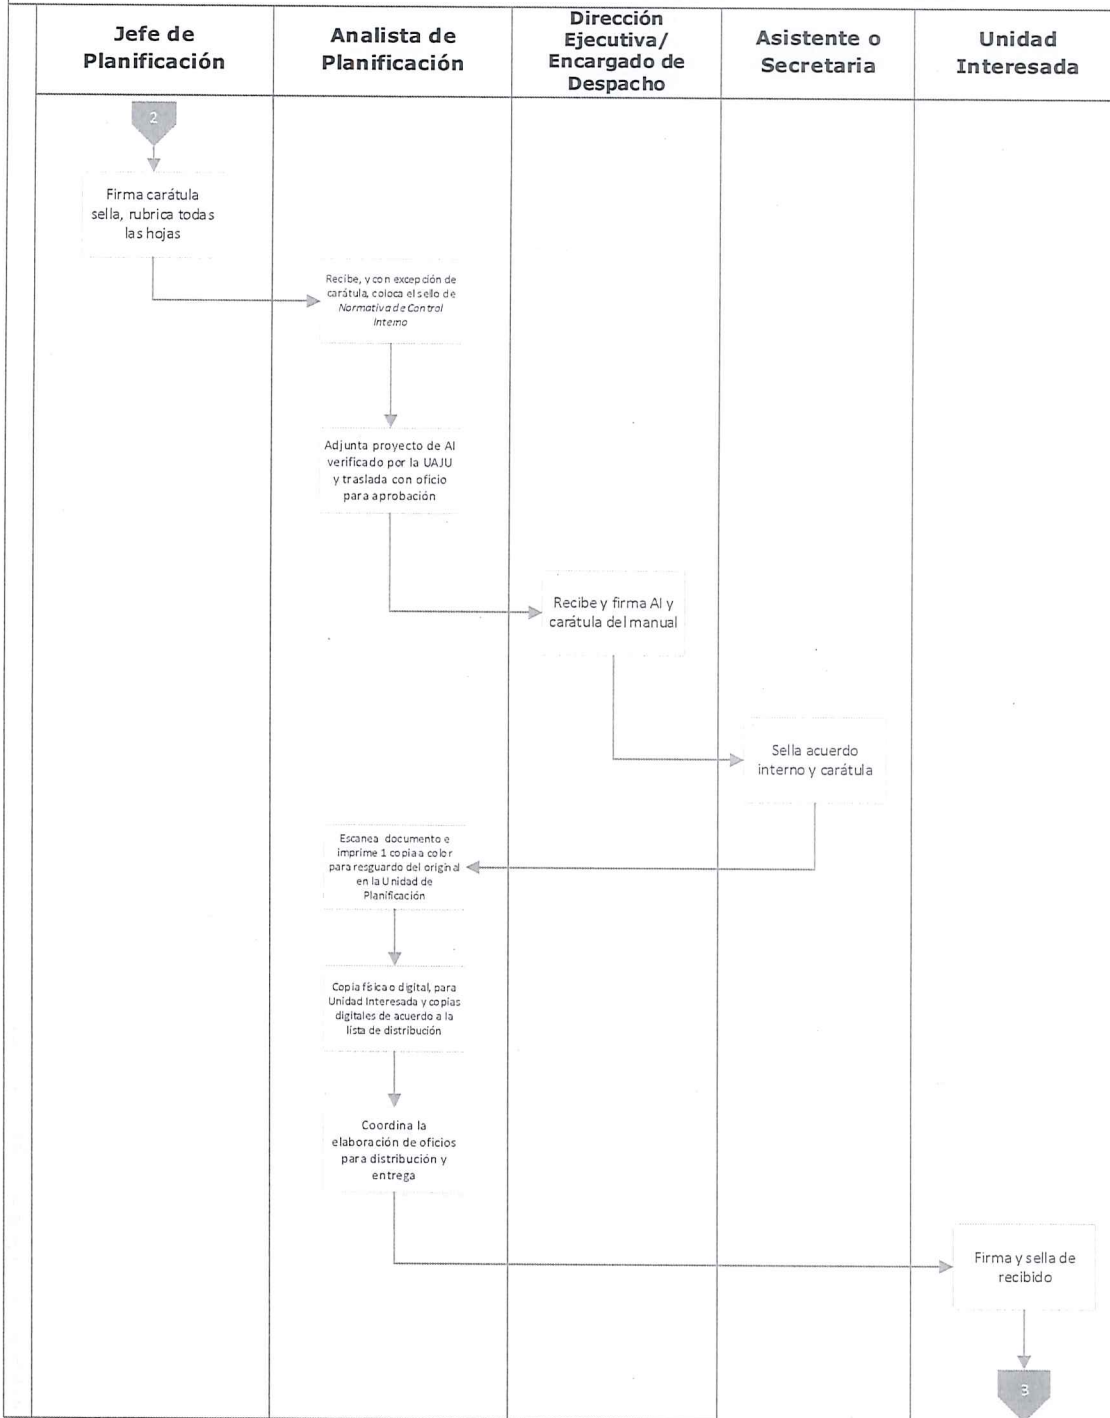 Jefe de
Planificación
Analista de
Planificación
Dirección
Ejecutiva/
Encargado de
Despacho
Asistente o
Secretaria
Unidad
Interesada
2
Firma carátula
sella, rubrica todas
las hojas
Recibe, y con excepción de
carátula, coloca el sello de
Normativa de Control
Interno
Adjunta proyecto de AI
verificado por la UAJU
y traslada con oficio
para aprobación
Recibe y firma AI y
carátula del manual
Sella acuerdo
interno y carátula
Escanea documento e
imprime 1 copia a color
para resguardo del original
en la Unidad de
Planificación
Copia física o digital, para
Unidad Interesada y copias
digitales de acuerdo a la
lista de distribución
Coordina la
elaboración de oficios
para distribución y
entrega
Firma y sella de
recibido
3